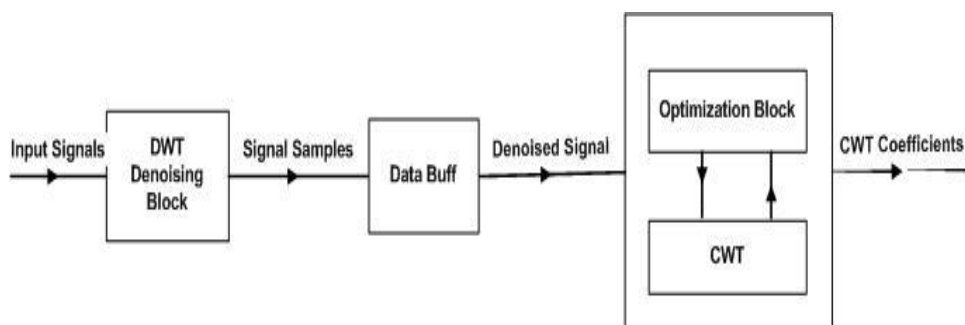 Input Signals
DWT
Denoising
Block
Signal Samples
Data Buff
Denoised Signal
Optimization Block
CWT
CWT Coefficients